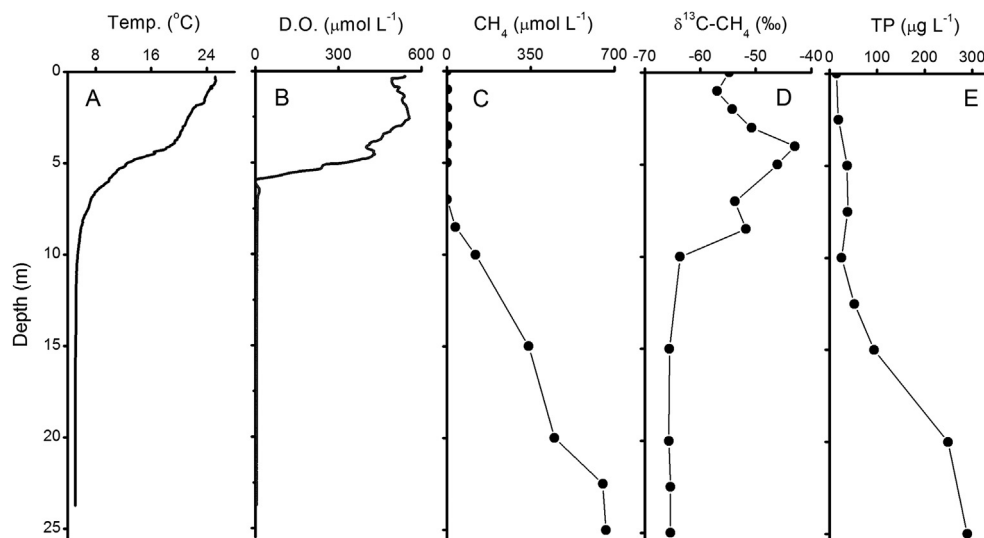 Temp. (°C) D.O. (μmol L⁻¹) CH₄ (μmol L⁻¹) δ¹³C-CH₄ (‰) TP (μg L⁻¹)
8 16 24 0 300 600 0 350 700 -70 -60 -50 -40 0 100 200 300
0
A B C D E
5
10
Depth (m)
15
20
25